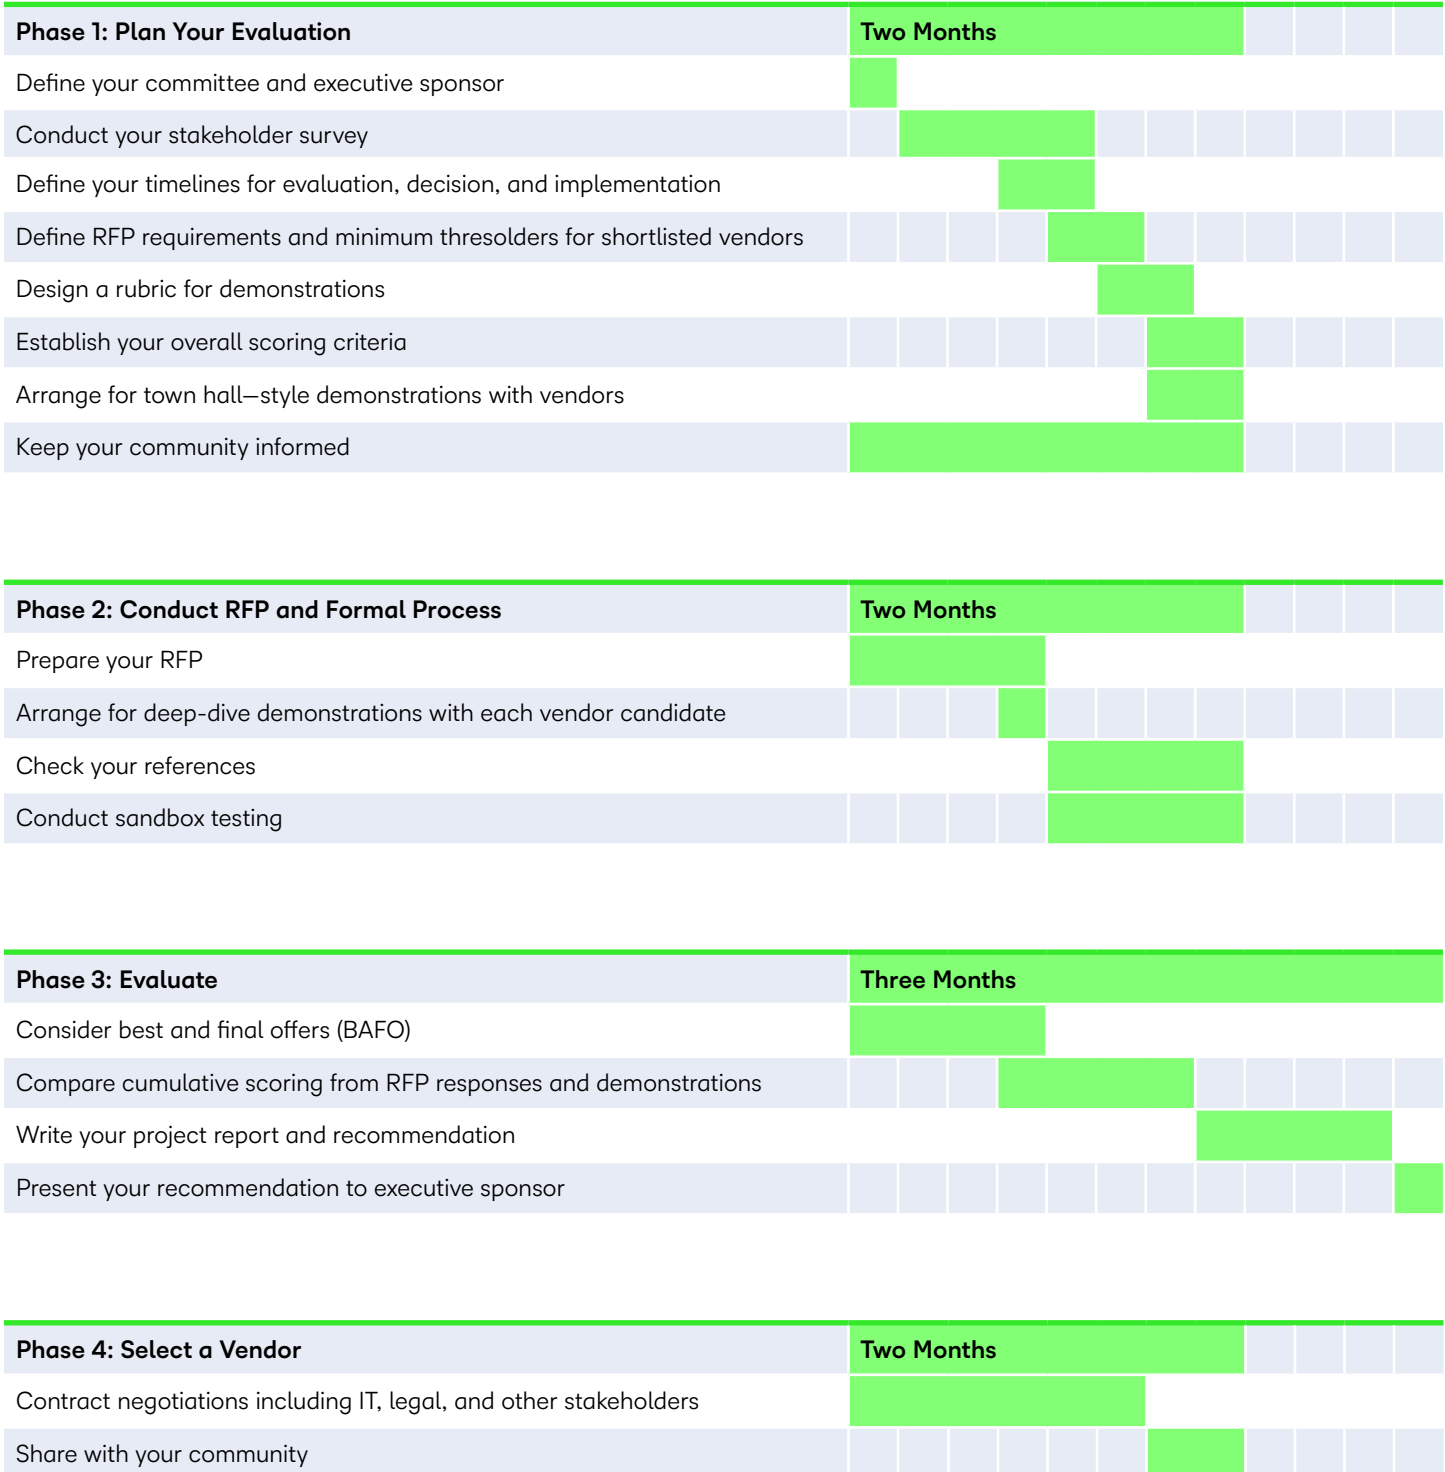 Phase 1: Plan Your Evaluation Two Months
Define your committee and executive sponsor
Conduct your stakeholder survey
Define your timelines for evaluation, decision, and implementation
Define RFP requirements and minimum thresolders for shortlisted vendors
Design a rubric for demonstrations
Establish your overall scoring criteria
Arrange for town hall—style demonstrations with vendors
Keep your community informed
Phase 2: Conduct RFP and Formal Process Two Months
Prepare your RFP
Arrange for deep-dive demonstrations with each vendor candidate
Check your references
Conduct sandbox testing
Phase 3: Evaluate Three Months
Consider best and final offers (BAFO)
Compare cumulative scoring from RFP responses and demonstrations
Write your project report and recommendation
Present your recommendation to executive sponsor
Phase 4: Select a Vendor Two Months
Contract negotiations including IT, legal, and other stakeholders
Share with your community